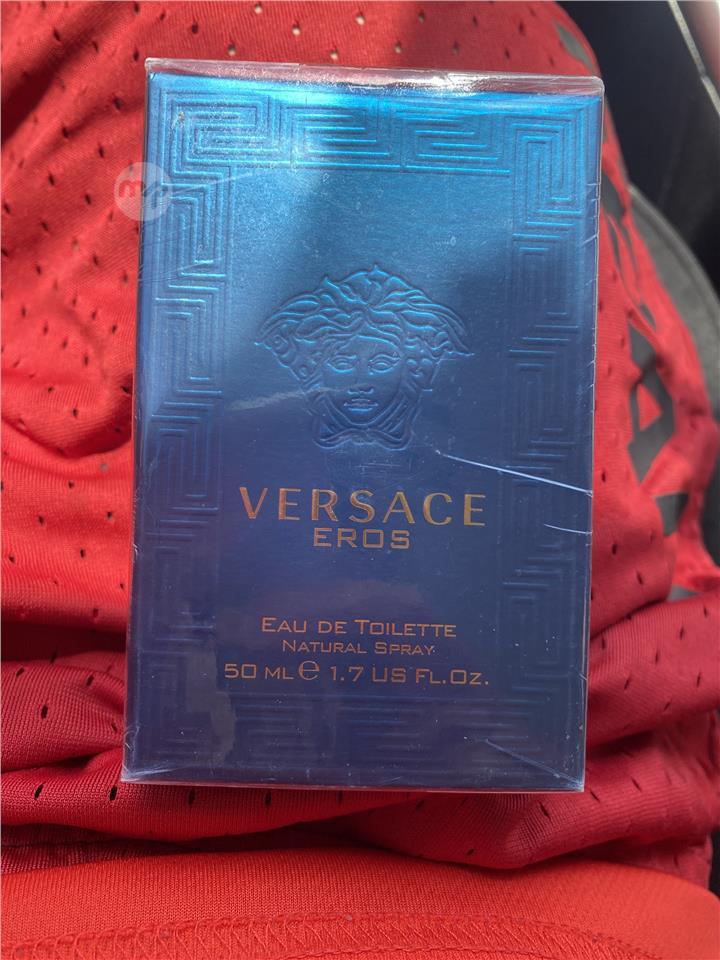 VERSACE
EROS
EAU DE TOILETTE
NATURAL SPRAY
50 ML ℮ 1.7 US FL.OZ.